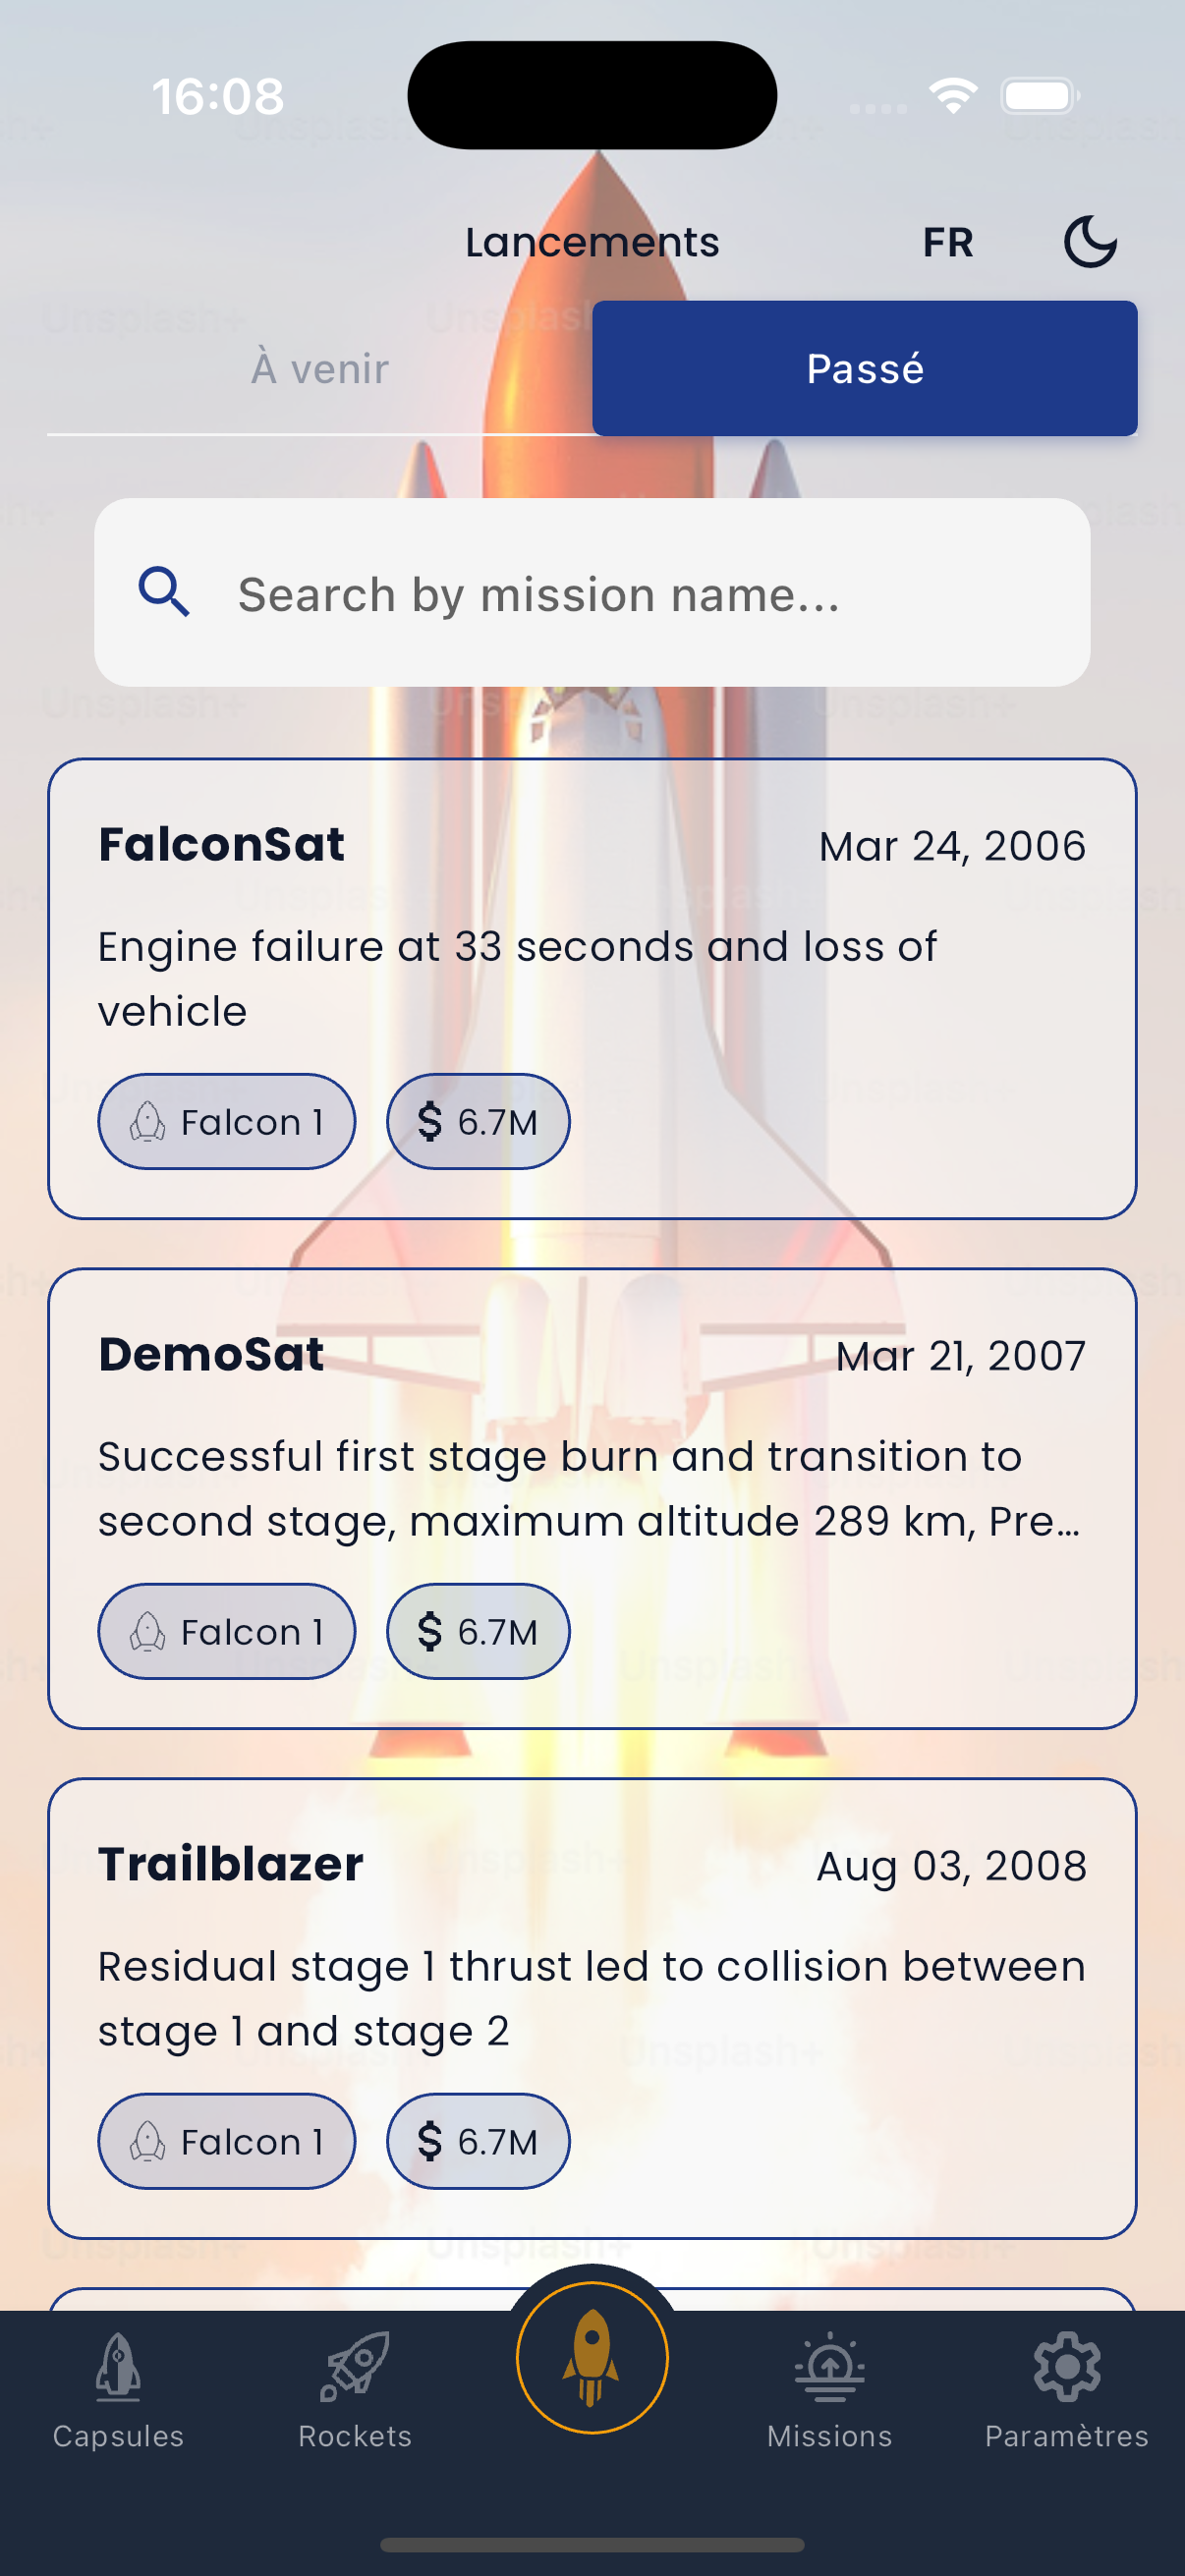 16:08
Lancements
FR
À venir
Passé
Search by mission name...
FalconSat
Mar 24, 2006
Engine failure at 33 seconds and loss of
vehicle
Falcon 1
$ 6.7M
DemoSat
Mar 21, 2007
Successful first stage burn and transition to
second stage, maximum altitude 289 km, Pre...
Falcon 1
$ 6.7M
Trailblazer
Aug 03, 2008
Residual stage 1 thrust led to collision between
stage 1 and stage 2
Falcon 1
$ 6.7M
Capsules
Rockets
Missions
Paramètres
Unsplash+